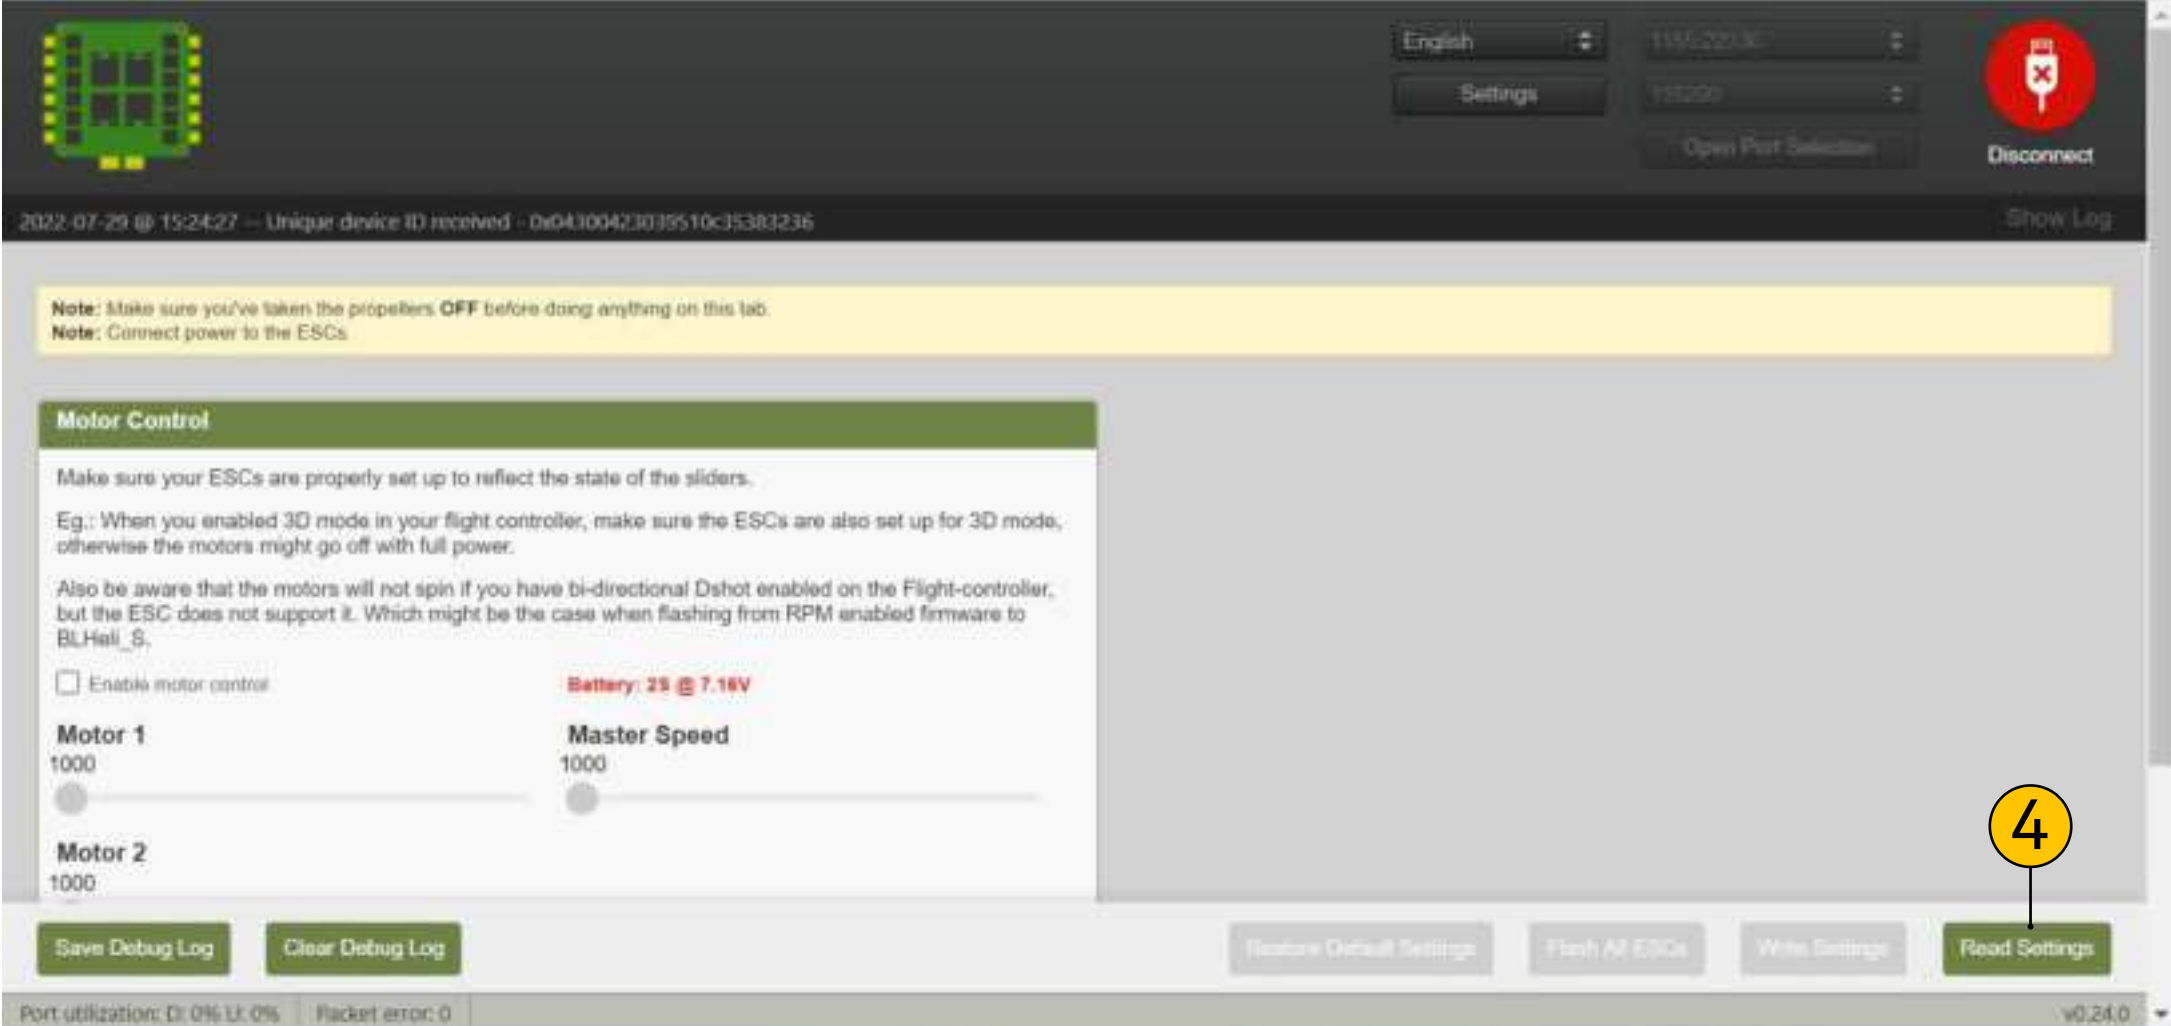 English
Settings
115200
Open Port Selection
Disconnect
2022-07-29 @ 15:24:27 -- Unique device ID received - 0x04300423039510c35383236
Show Log
Note: Make sure you've taken the propellers OFF before doing anything on this tab.
Note: Connect power to the ESCs
Motor Control
Make sure your ESCs are properly set up to reflect the state of the sliders.
Eg.: When you enabled 3D mode in your flight controller, make sure the ESCs are also set up for 3D mode,
otherwise the motors might go off with full power.
Also be aware that the motors will not spin if you have bi-directional Dshot enabled on the Flight-controller,
but the ESC does not support it. Which might be the case when flashing from RPM enabled firmware to
BLHeli_S.
Enable motor control
Battery: 2S @ 7.16V
Motor 1
1000
Master Speed
1000
Motor 2
1000
4
Save Debug Log
Clear Debug Log
Restore Default Settings
Flash All ESCs
Write Settings
Read Settings
Port utilization: D: 0% U: 0%
Packet error: 0
v0.24.0